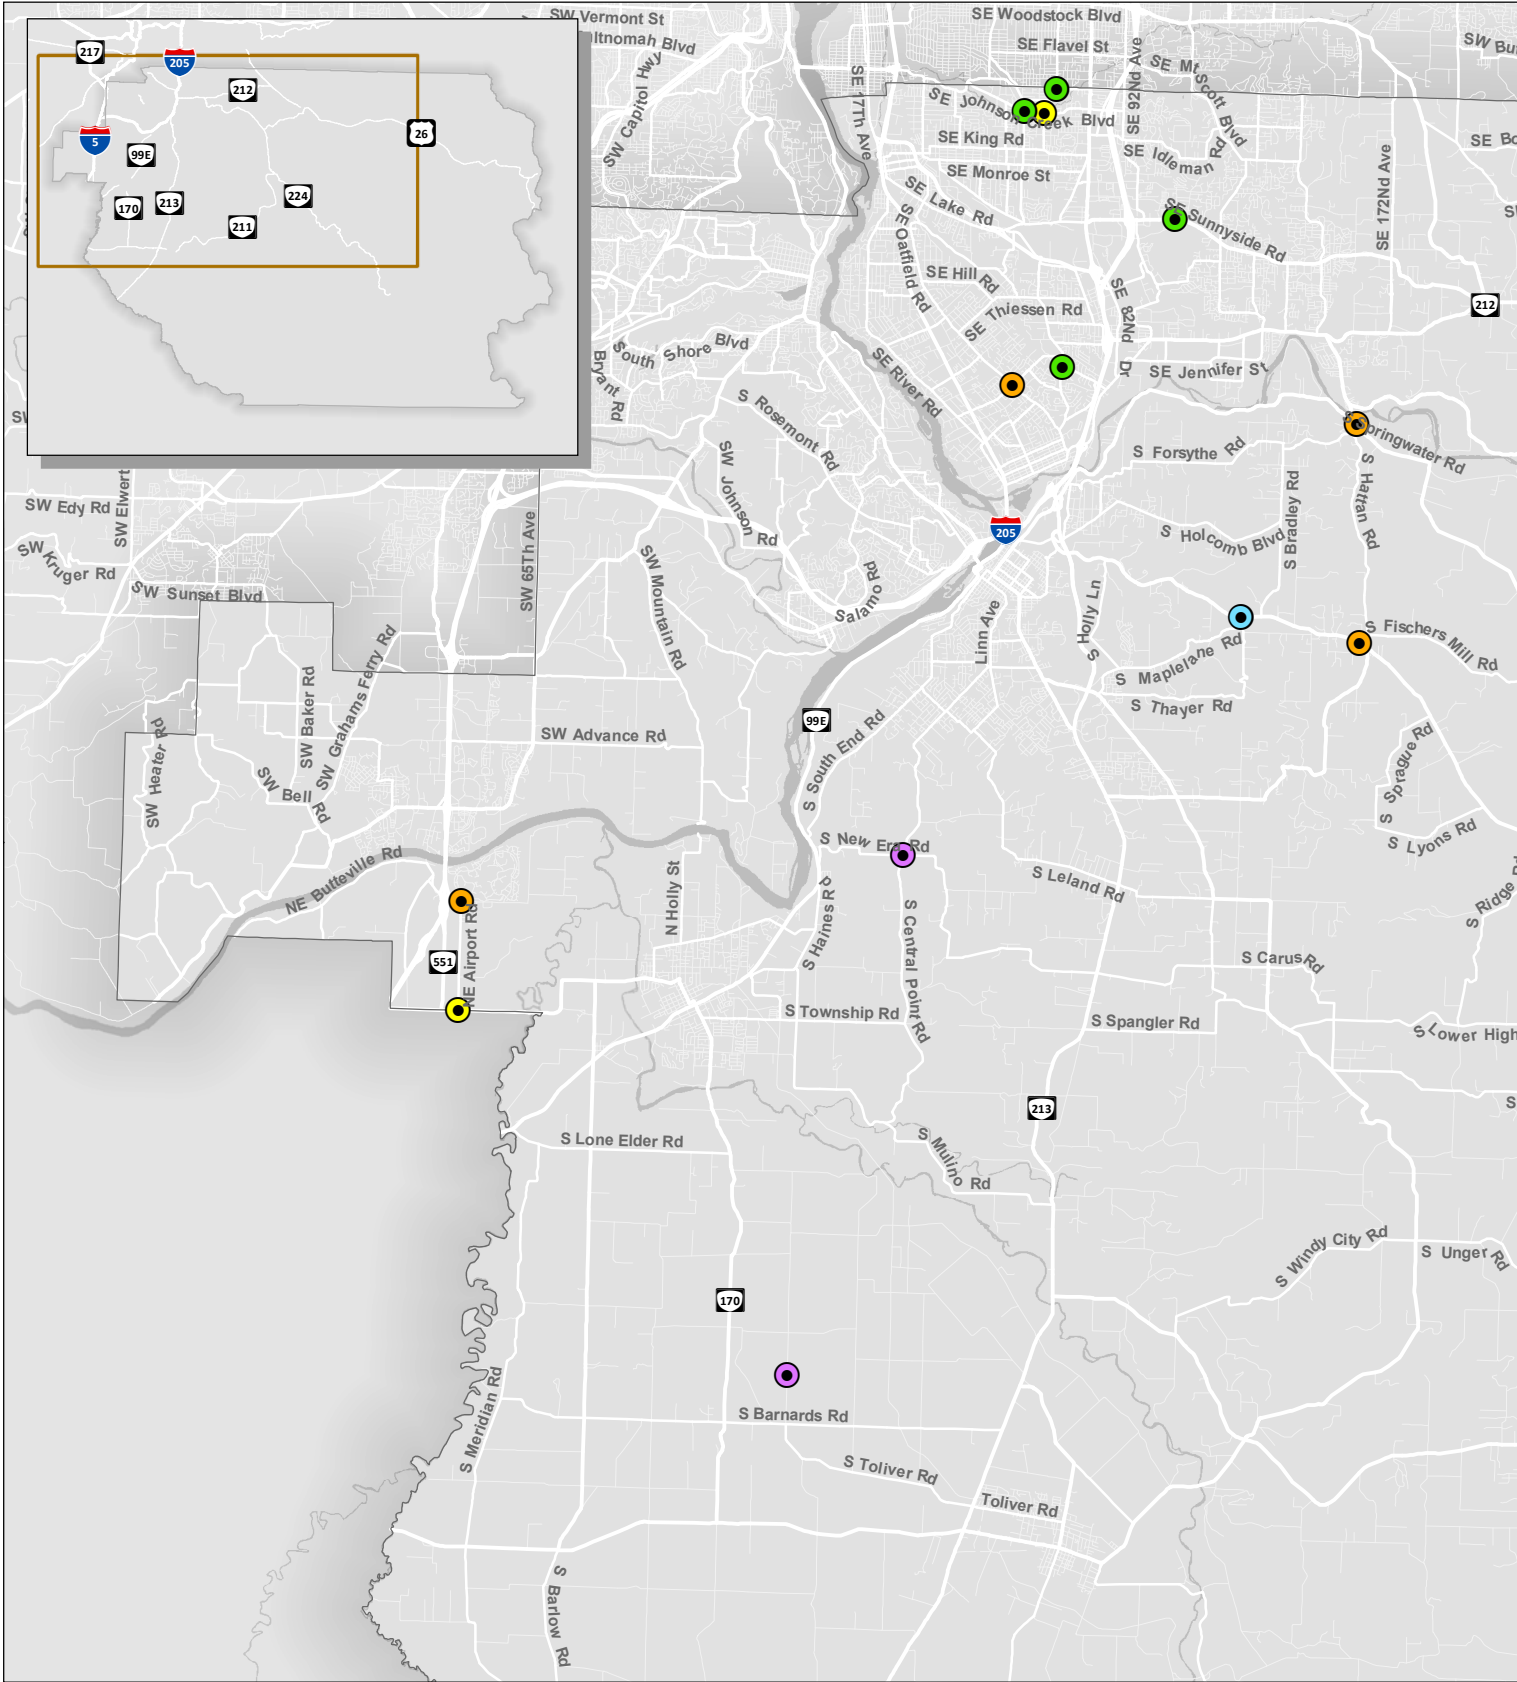 SW Vermont St
SE Woodstock Blvd
ltnomah Blvd
SE Flavel St
SW Capitol Hwy
SE 17Th Ave
SE 92Nd Ave
SE Mt Scott Blvd
SE Johnson Creek Blvd
SE King Rd
SE Idleman Rd
SE Monroe St
SE 172Nd Ave
SE Lake Rd
SE Sunnyside Rd
SE Oatfield Rd
SE Hill Rd
SE Thiessen Rd
SE 82Nd Dr
212
South Shore Blvd
Bryant Rd
SE River Rd
SE Jennifer St
S Rosemont Rd
S Springwater Rd
S Forsythe Rd
S Hattan Rd
SW Johnson Rd
S Bradley Rd
S Holcomb Blvd
205
217
205
212
5
99E
26
170
213
224
211
SW Edy Rd
SW Elwert
SW Kruger Rd
SW Sunset Blvd
SW 65Th Ave
SW Mountain Rd
Salamo Rd
Linn Ave
S Holly Ln
S Maplelane Rd
S Fischers Mill Rd
S Thayer Rd
SW Baker Rd
SW Grahams Ferry Rd
SW Heater Rd
SW Bell Rd
SW Advance Rd
99E
S South End Rd
S Sprague Rd
S Lyons Rd
S New Era Rd
NE Butteville Rd
S Leland Rd
S Ridge
N Holly St
S Haines Rd
S Central Point Rd
551
NE Airport Rd
S Carus Rd
S Township Rd
S Spangler Rd
S Lower High
213
S Lone Elder Rd
S Mulino Rd
S Windy City Rd
S Unger Rd
170
S Meridian Rd
S Barnards Rd
S Toliver Rd
Toliver Rd
S Barlow Rd